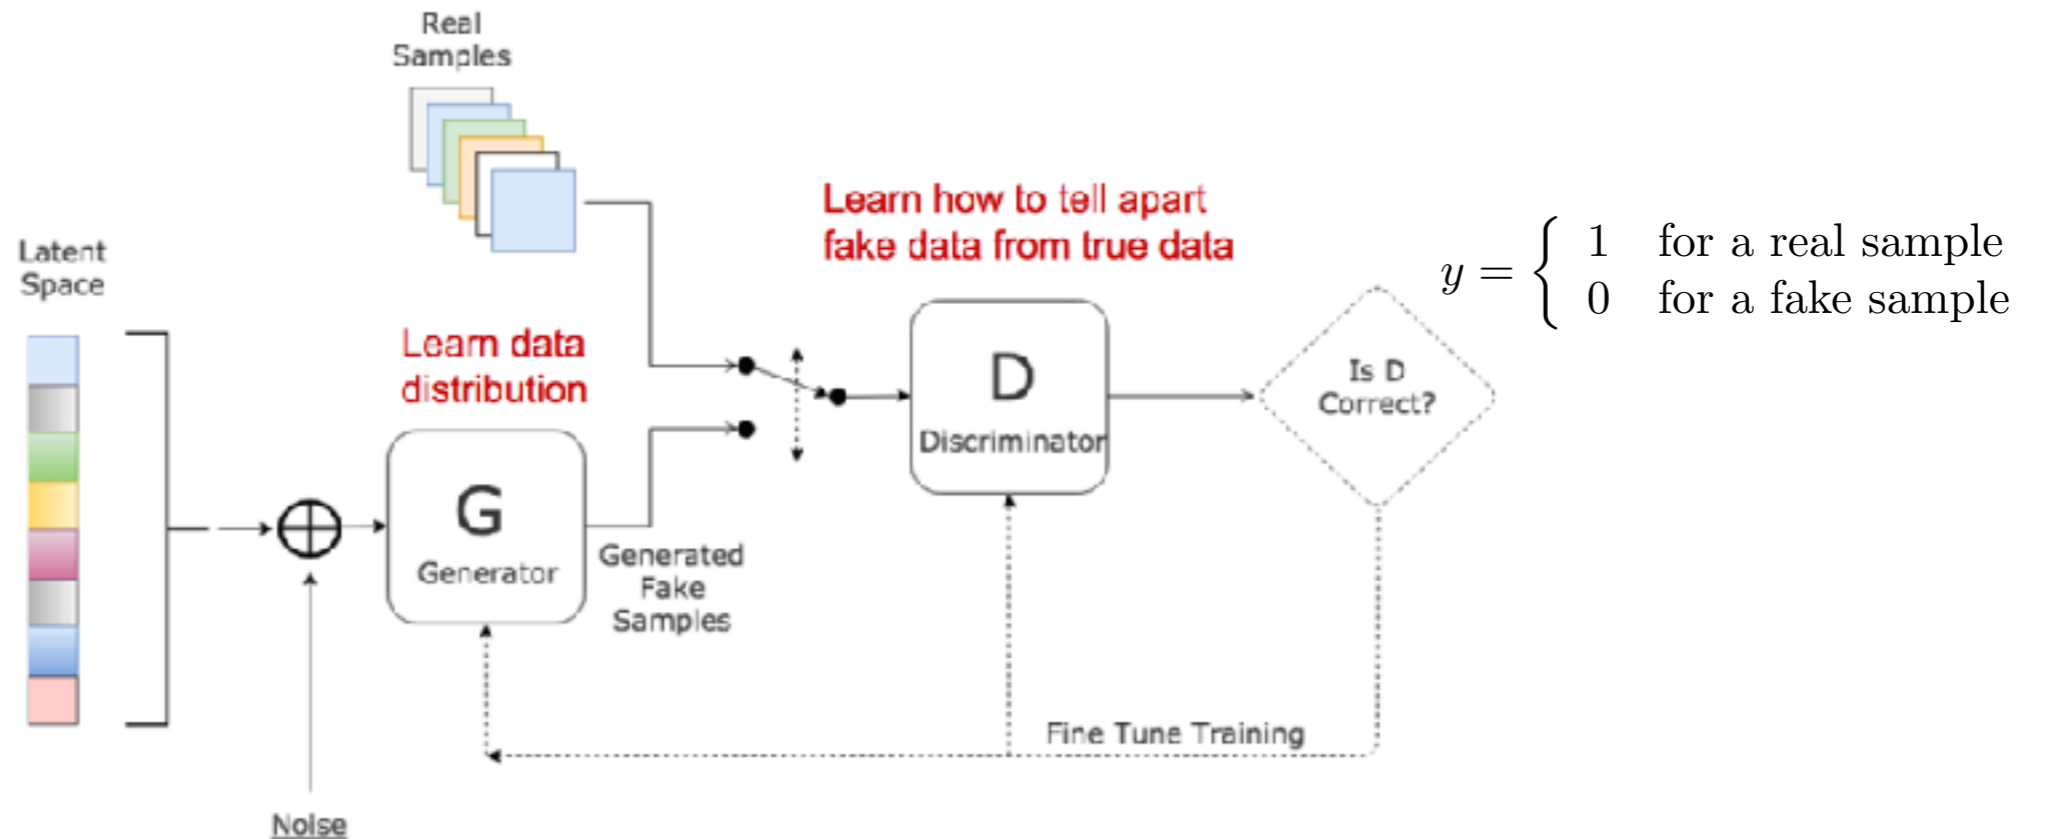 Real
Samples
Learn how to tell apart
fake data from true data
y = { 1 for a real sample
0 for a fake sample
Latent
Space
Learn data
distribution
D
Discriminator
Is D
Correct?
G
Generator
Generated
Fake
Samples
Fine Tune Training
Noise